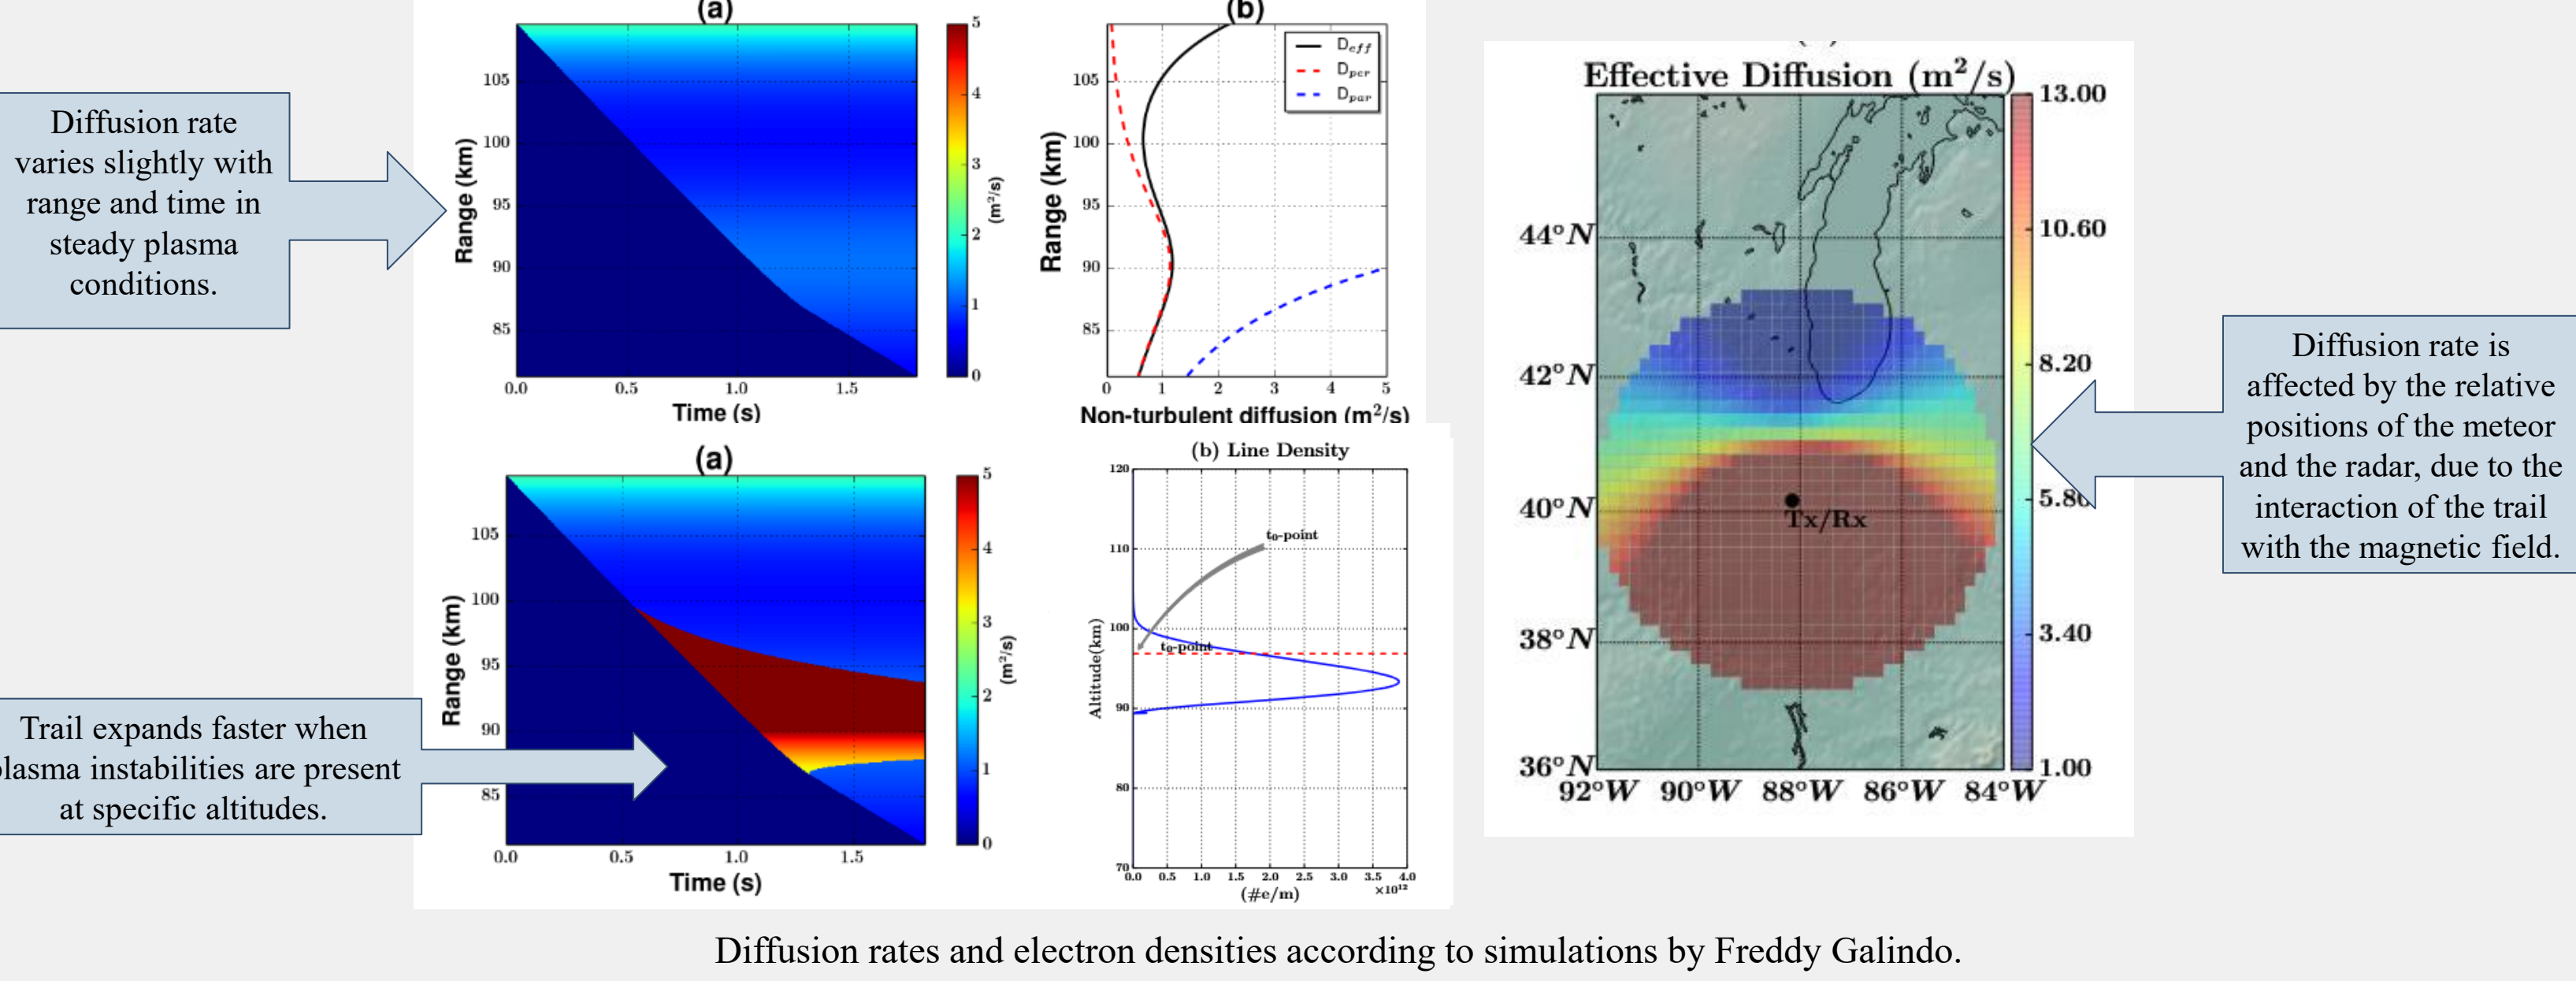 Diffusion rate
varies slightly with
range and time in
steady plasma
conditions.
(a)
Range (km)
105
100
95
90
85
0.0 0.5 1.0 1.5
Time (s)
5
4
3
2
1
0
(m²/s)
(b)
Range (km)
105
100
95
90
85
0 1 2 3 4 5
Non-turbulent diffusion (m²/s)
D_eff
D_per
D_par
Effective Diffusion (m²/s)
44°N
42°N
40°N
38°N
36°N
92°W 90°W 88°W 86°W 84°W
Tx/Rx
13.00
10.60
8.20
5.80
3.40
1.00
Diffusion rate is
affected by the relative
positions of the meteor
and the radar, due to the
interaction of the trail
with the magnetic field.
Trail expands faster when
plasma instabilities are present
at specific altitudes.
(a)
Range (km)
105
100
95
90
85
0.0 0.5 1.0 1.5
Time (s)
5
4
3
2
1
0
(m²/s)
(b) Line Density
Altitude(km)
120
110
100
90
80
70
t₀-point
t₀-point
0.0 0.5 1.0 1.5 2.0 2.5 3.0 3.5 4.0
×10¹²
(#e/m)
Diffusion rates and electron densities according to simulations by Freddy Galindo.